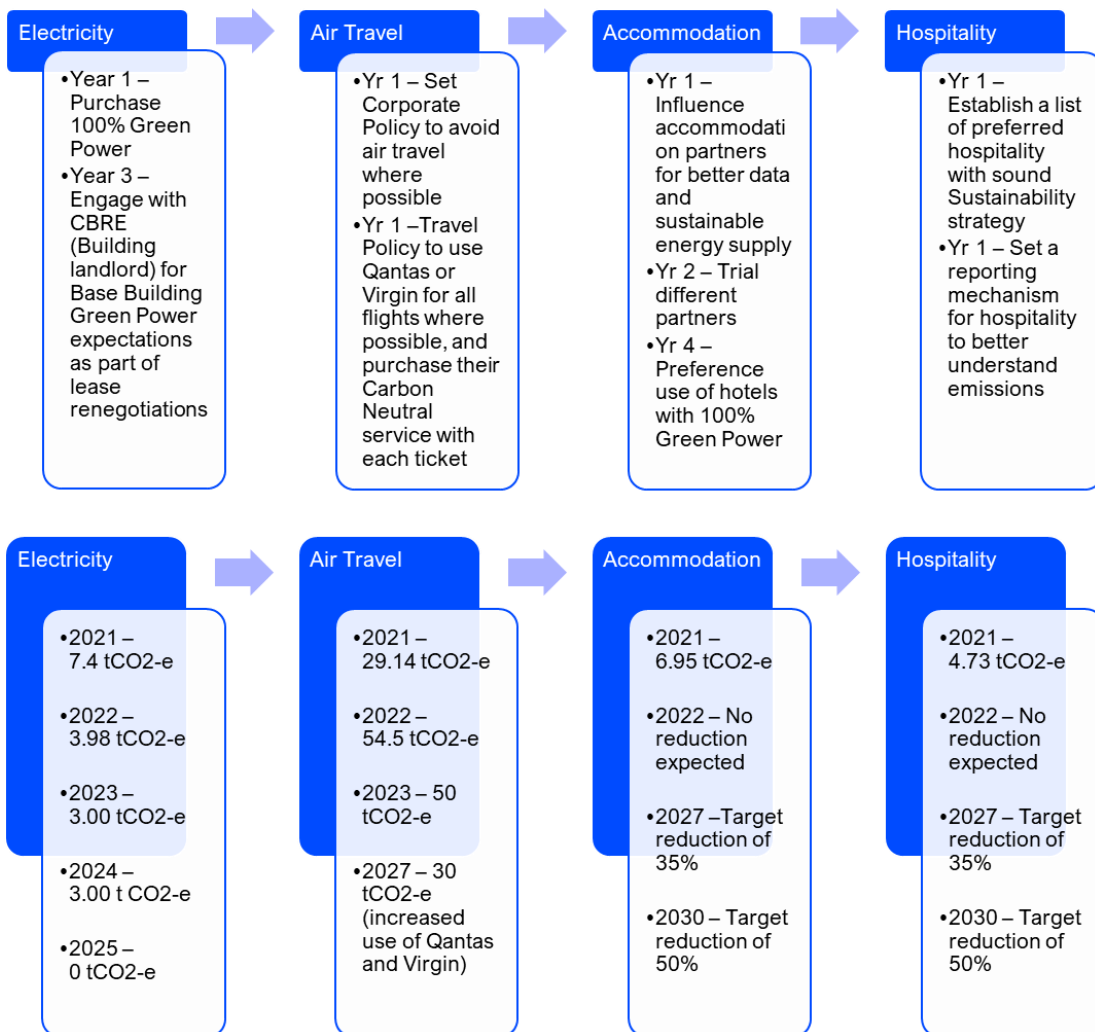 Electricity
•Year 1 –
Purchase
100% Green
Power
•Year 3 –
Engage with
CBRE
(Building
landlord) for
Base Building
Green Power
expectations
as part of
lease
renegotiations
Air Travel
•Yr 1 – Set
Corporate
Policy to avoid
air travel
where
possible
•Yr 1 –Travel
Policy to use
Qantas or
Virgin for all
flights where
possible, and
purchase their
Carbon
Neutral
service with
each ticket
Accommodation
•Yr 1 –
Influence
accommodati
on partners
for better data
and
sustainable
energy supply
•Yr 2 – Trial
different
partners
•Yr 4 –
Preference
use of hotels
with 100%
Green Power
Hospitality
•Yr 1 –
Establish a list
of preferred
hospitality
with sound
Sustainability
strategy
•Yr 1 – Set a
reporting
mechanism
for hospitality
to better
understand
emissions
Electricity
•2021 –
7.4 tCO2-e
•2022 –
3.98 tCO2-e
•2023 –
3.00 tCO2-e
•2024 –
3.00 t CO2-e
•2025 –
0 tCO2-e
Air Travel
•2021 –
29.14 tCO2-e
•2022 –
54.5 tCO2-e
•2023 – 50
tCO2-e
•2027 – 30
tCO2-e
(increased
use of Qantas
and Virgin)
Accommodation
•2021 –
6.95 tCO2-e
•2022 – No
reduction
expected
•2027 –Target
reduction of
35%
•2030 – Target
reduction of
50%
Hospitality
•2021 –
4.73 tCO2-e
•2022 – No
reduction
expected
•2027 – Target
reduction of
35%
•2030 – Target
reduction of
50%